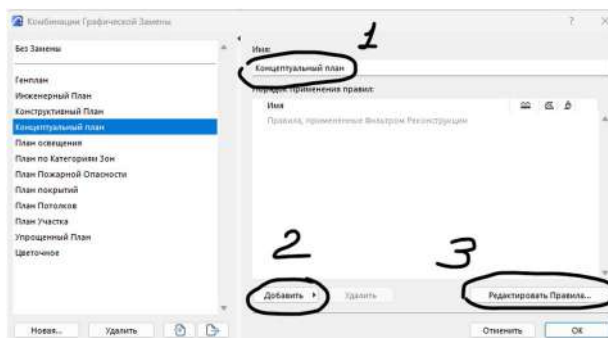 Комбинации Графической Замены
1
Без Замены
Генплан
Инженерный План
Конструктивный План
Концептуальный план
План освещения
План по Категориям Зон
План Пожарной Опасности
План покрытий
План Потолков
План Участка
Упрощенный План
Цветочное
Новая...
Удалить
Имя:
Концептуальный план
Порядок применения правил:
Имя
Правила, примененные Фильтром Реконструкции
2
3
Добавить
Удалить
Редактировать Правила...
Отменить
OK